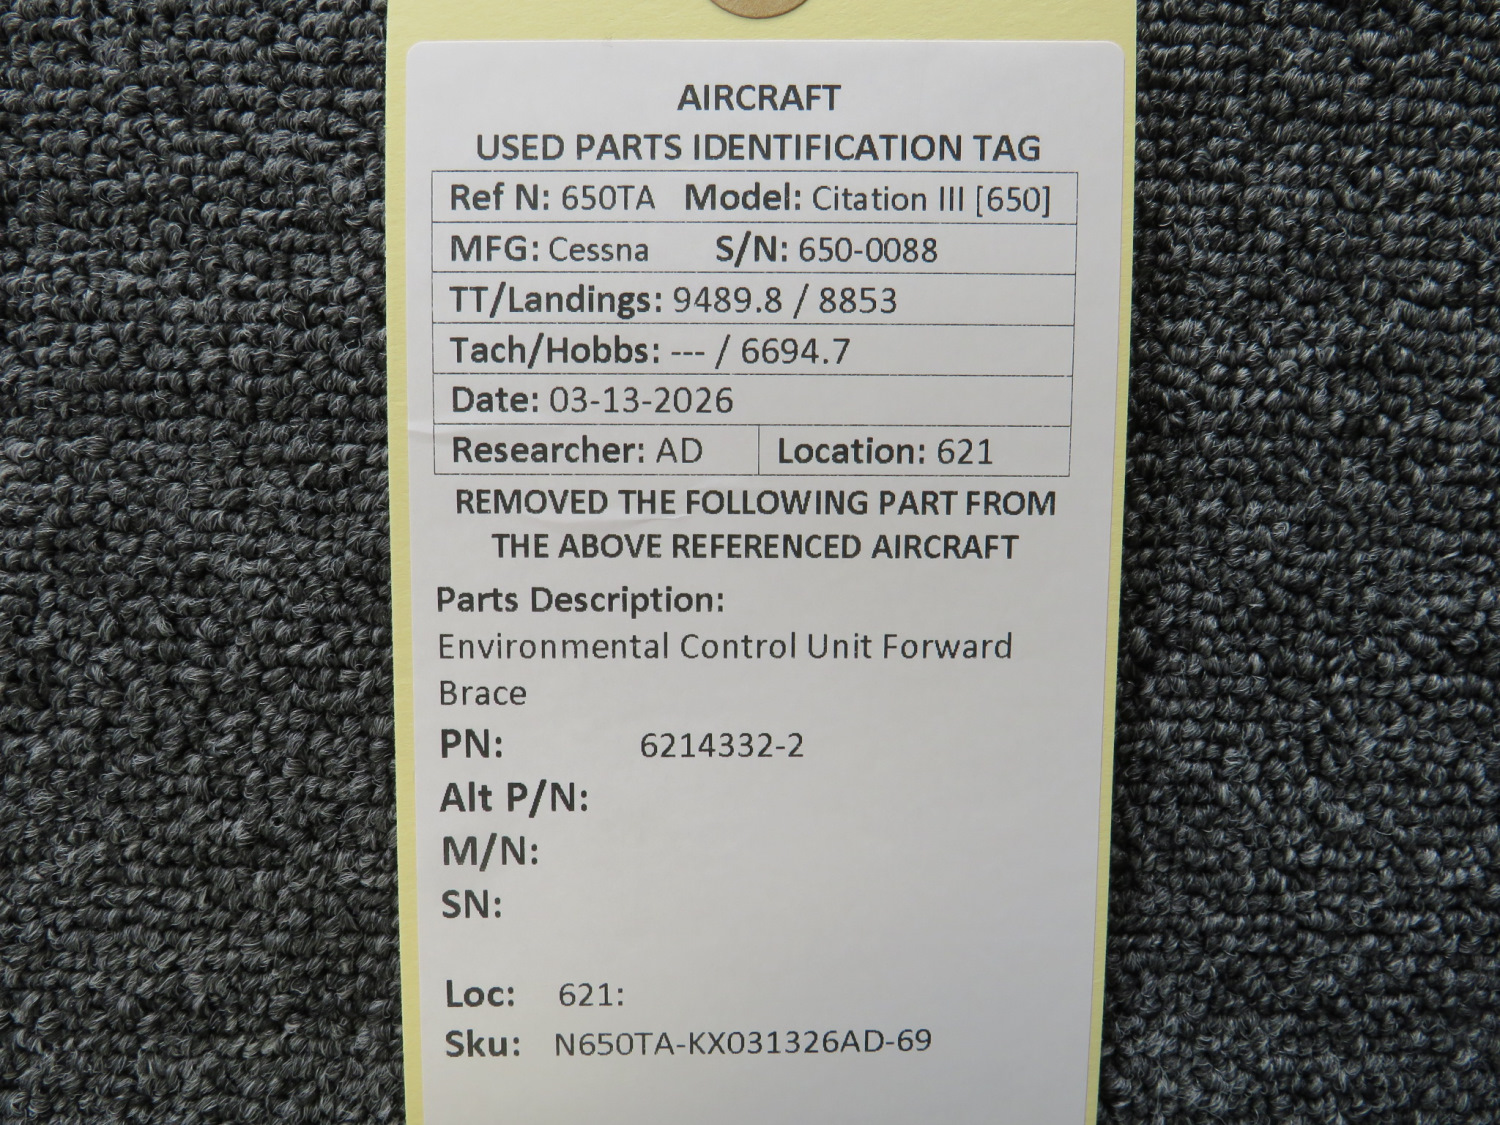 AIRCRAFT
USED PARTS IDENTIFICATION TAG
Ref N: 650TA Model: Citation III [650]
MFG: Cessna S/N: 650-0088
TT/Landings: 9489.8 / 8853
Tach/Hobbs: --- / 6694.7
Date: 03-13-2026
Researcher: AD Location: 621
REMOVED THE FOLLOWING PART FROM
THE ABOVE REFERENCED AIRCRAFT
Parts Description:
Environmental Control Unit Forward
Brace
PN: 6214332-2
Alt P/N:
M/N:
SN:
Loc: 621:
Sku: N650TA-KX031326AD-69